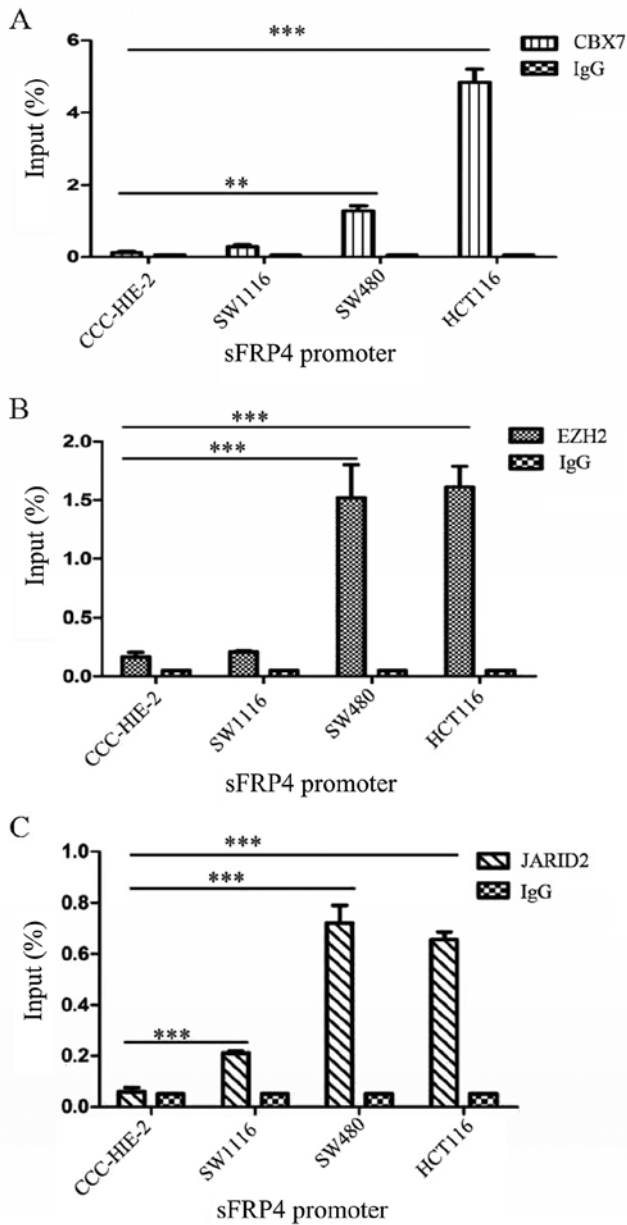 A
***
CBX7
IgG
**
Input (%)
6
4
2
0
CCC-HIE-2
SW1116
SW480
HCT116
sFRP4 promoter
B
***
EZH2
IgG
***
Input (%)
2.0
1.5
1.0
0.5
0.0
CCC-HIE-2
SW1116
SW480
HCT116
sFRP4 promoter
C
***
JARID2
IgG
***
***
Input (%)
1.0
0.8
0.6
0.4
0.2
0.0
CCC-HIE-2
SW1116
SW480
HCT116
sFRP4 promoter